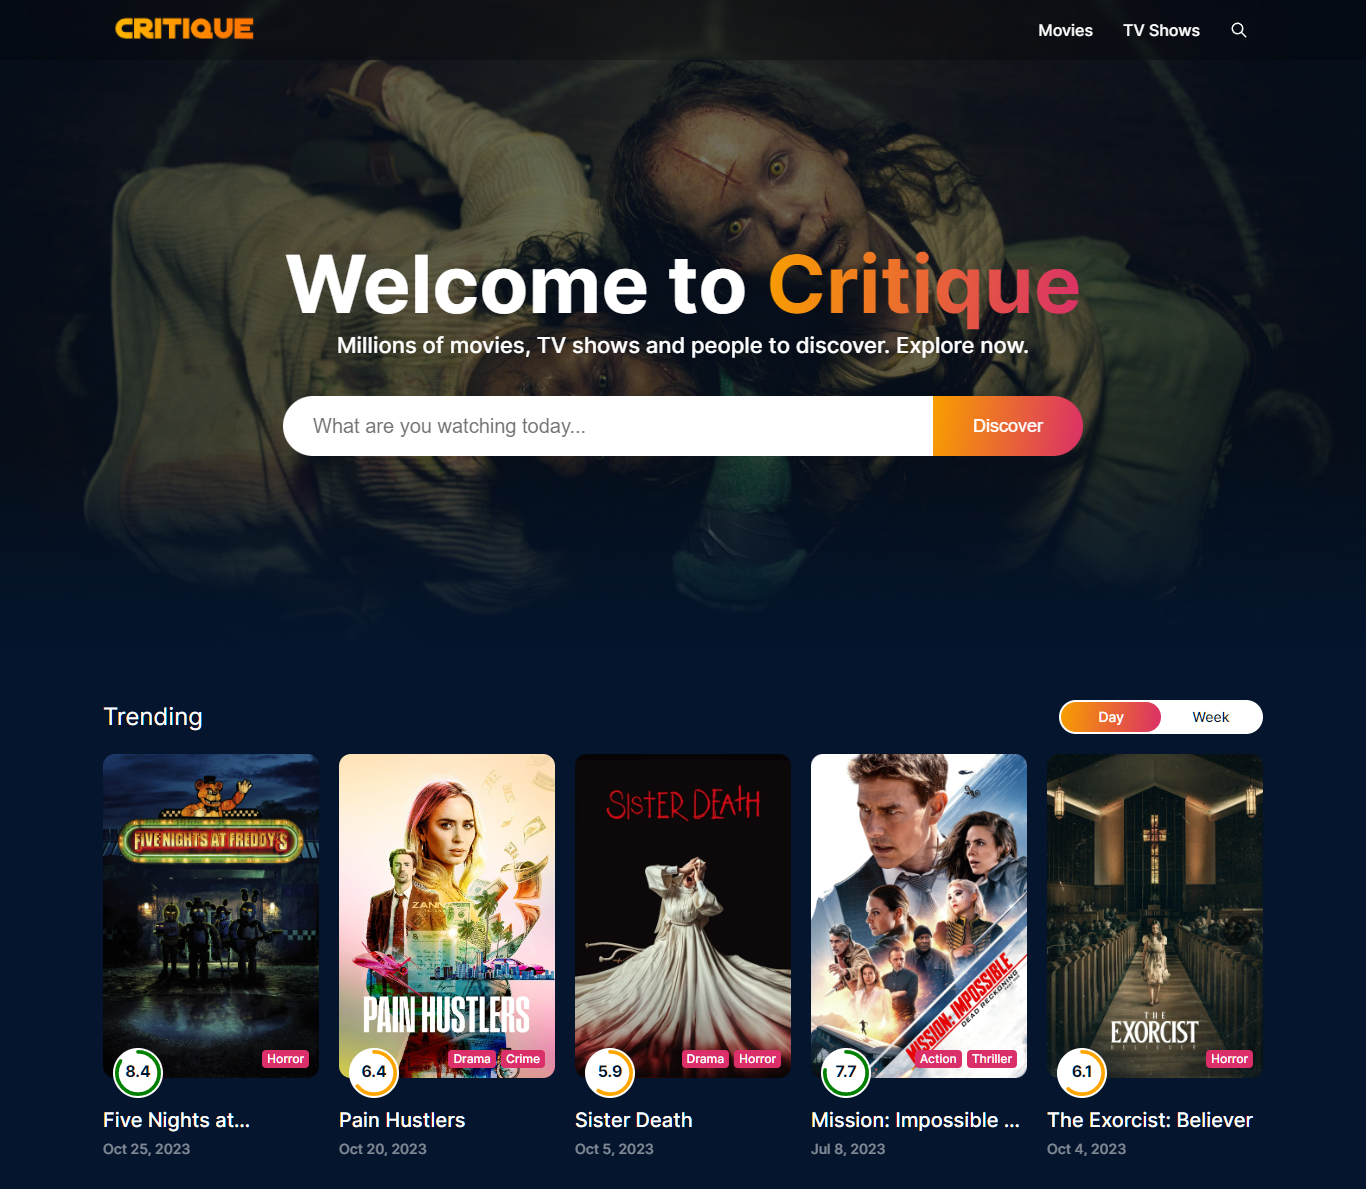 CRITIQUE
Movies
TV Shows
Welcome to Critique
Millions of movies, TV shows and people to discover. Explore now.
What are you watching today...
Discover
Trending
Day
Week
FIVE NIGHTS AT FREDDY'S
Horror
8.4
Five Nights at...
Oct 25, 2023
PAIN HUSTLERS
Drama
Crime
6.4
Pain Hustlers
Oct 20, 2023
SISTER DEATH
Drama
Horror
5.9
Sister Death
Oct 5, 2023
MISSION: IMPOSSIBLE
DEAD RECKONING
Action
Thriller
7.7
Mission: Impossible ...
Jul 8, 2023
THE
EXORCIST
BELIEVER
Horror
6.1
The Exorcist: Believer
Oct 4, 2023